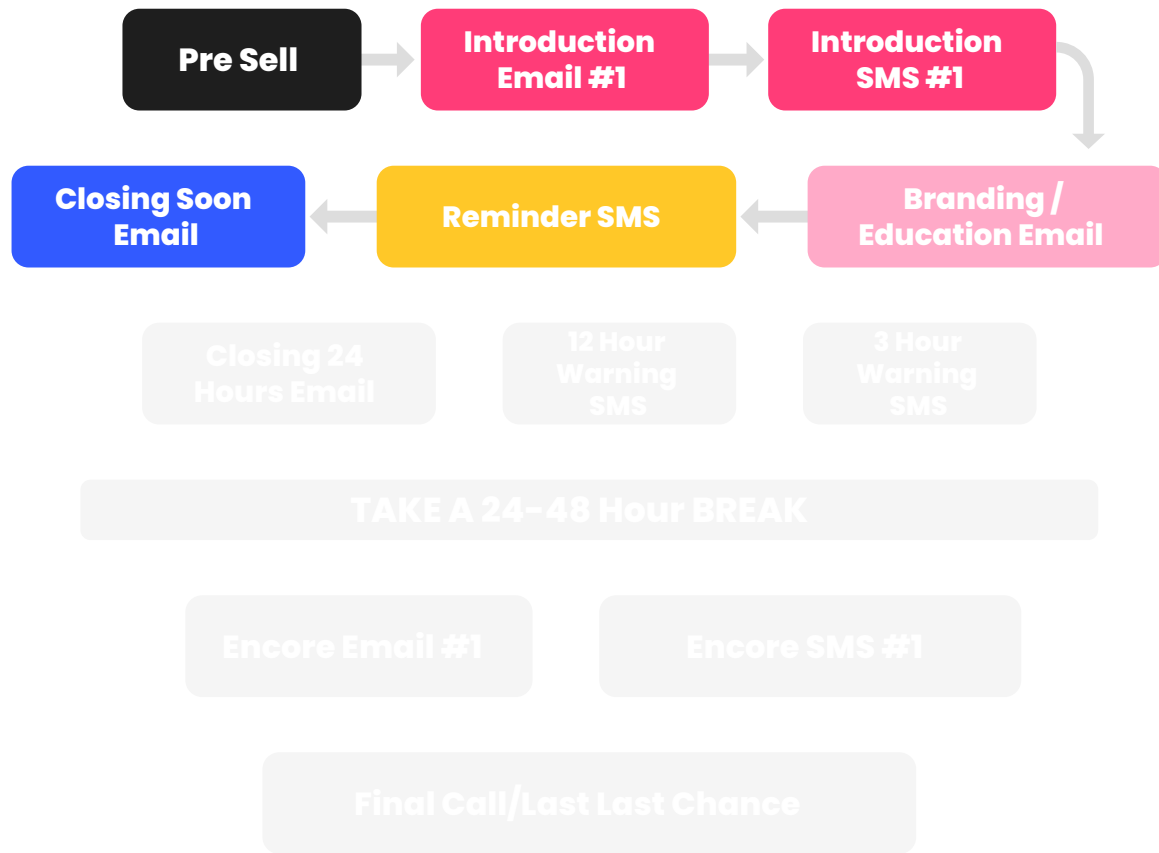 Pre Sell
Introduction
Email #1
Introduction
SMS #1
Branding /
Education Email
Reminder SMS
Closing Soon
Email
Closing 24
Hours Email
12 Hour
Warning
SMS
3 Hour
Warning
SMS
TAKE A 24-48 Hour BREAK
Encore Email #1
Encore SMS #1
Final Call/Last Last Chance